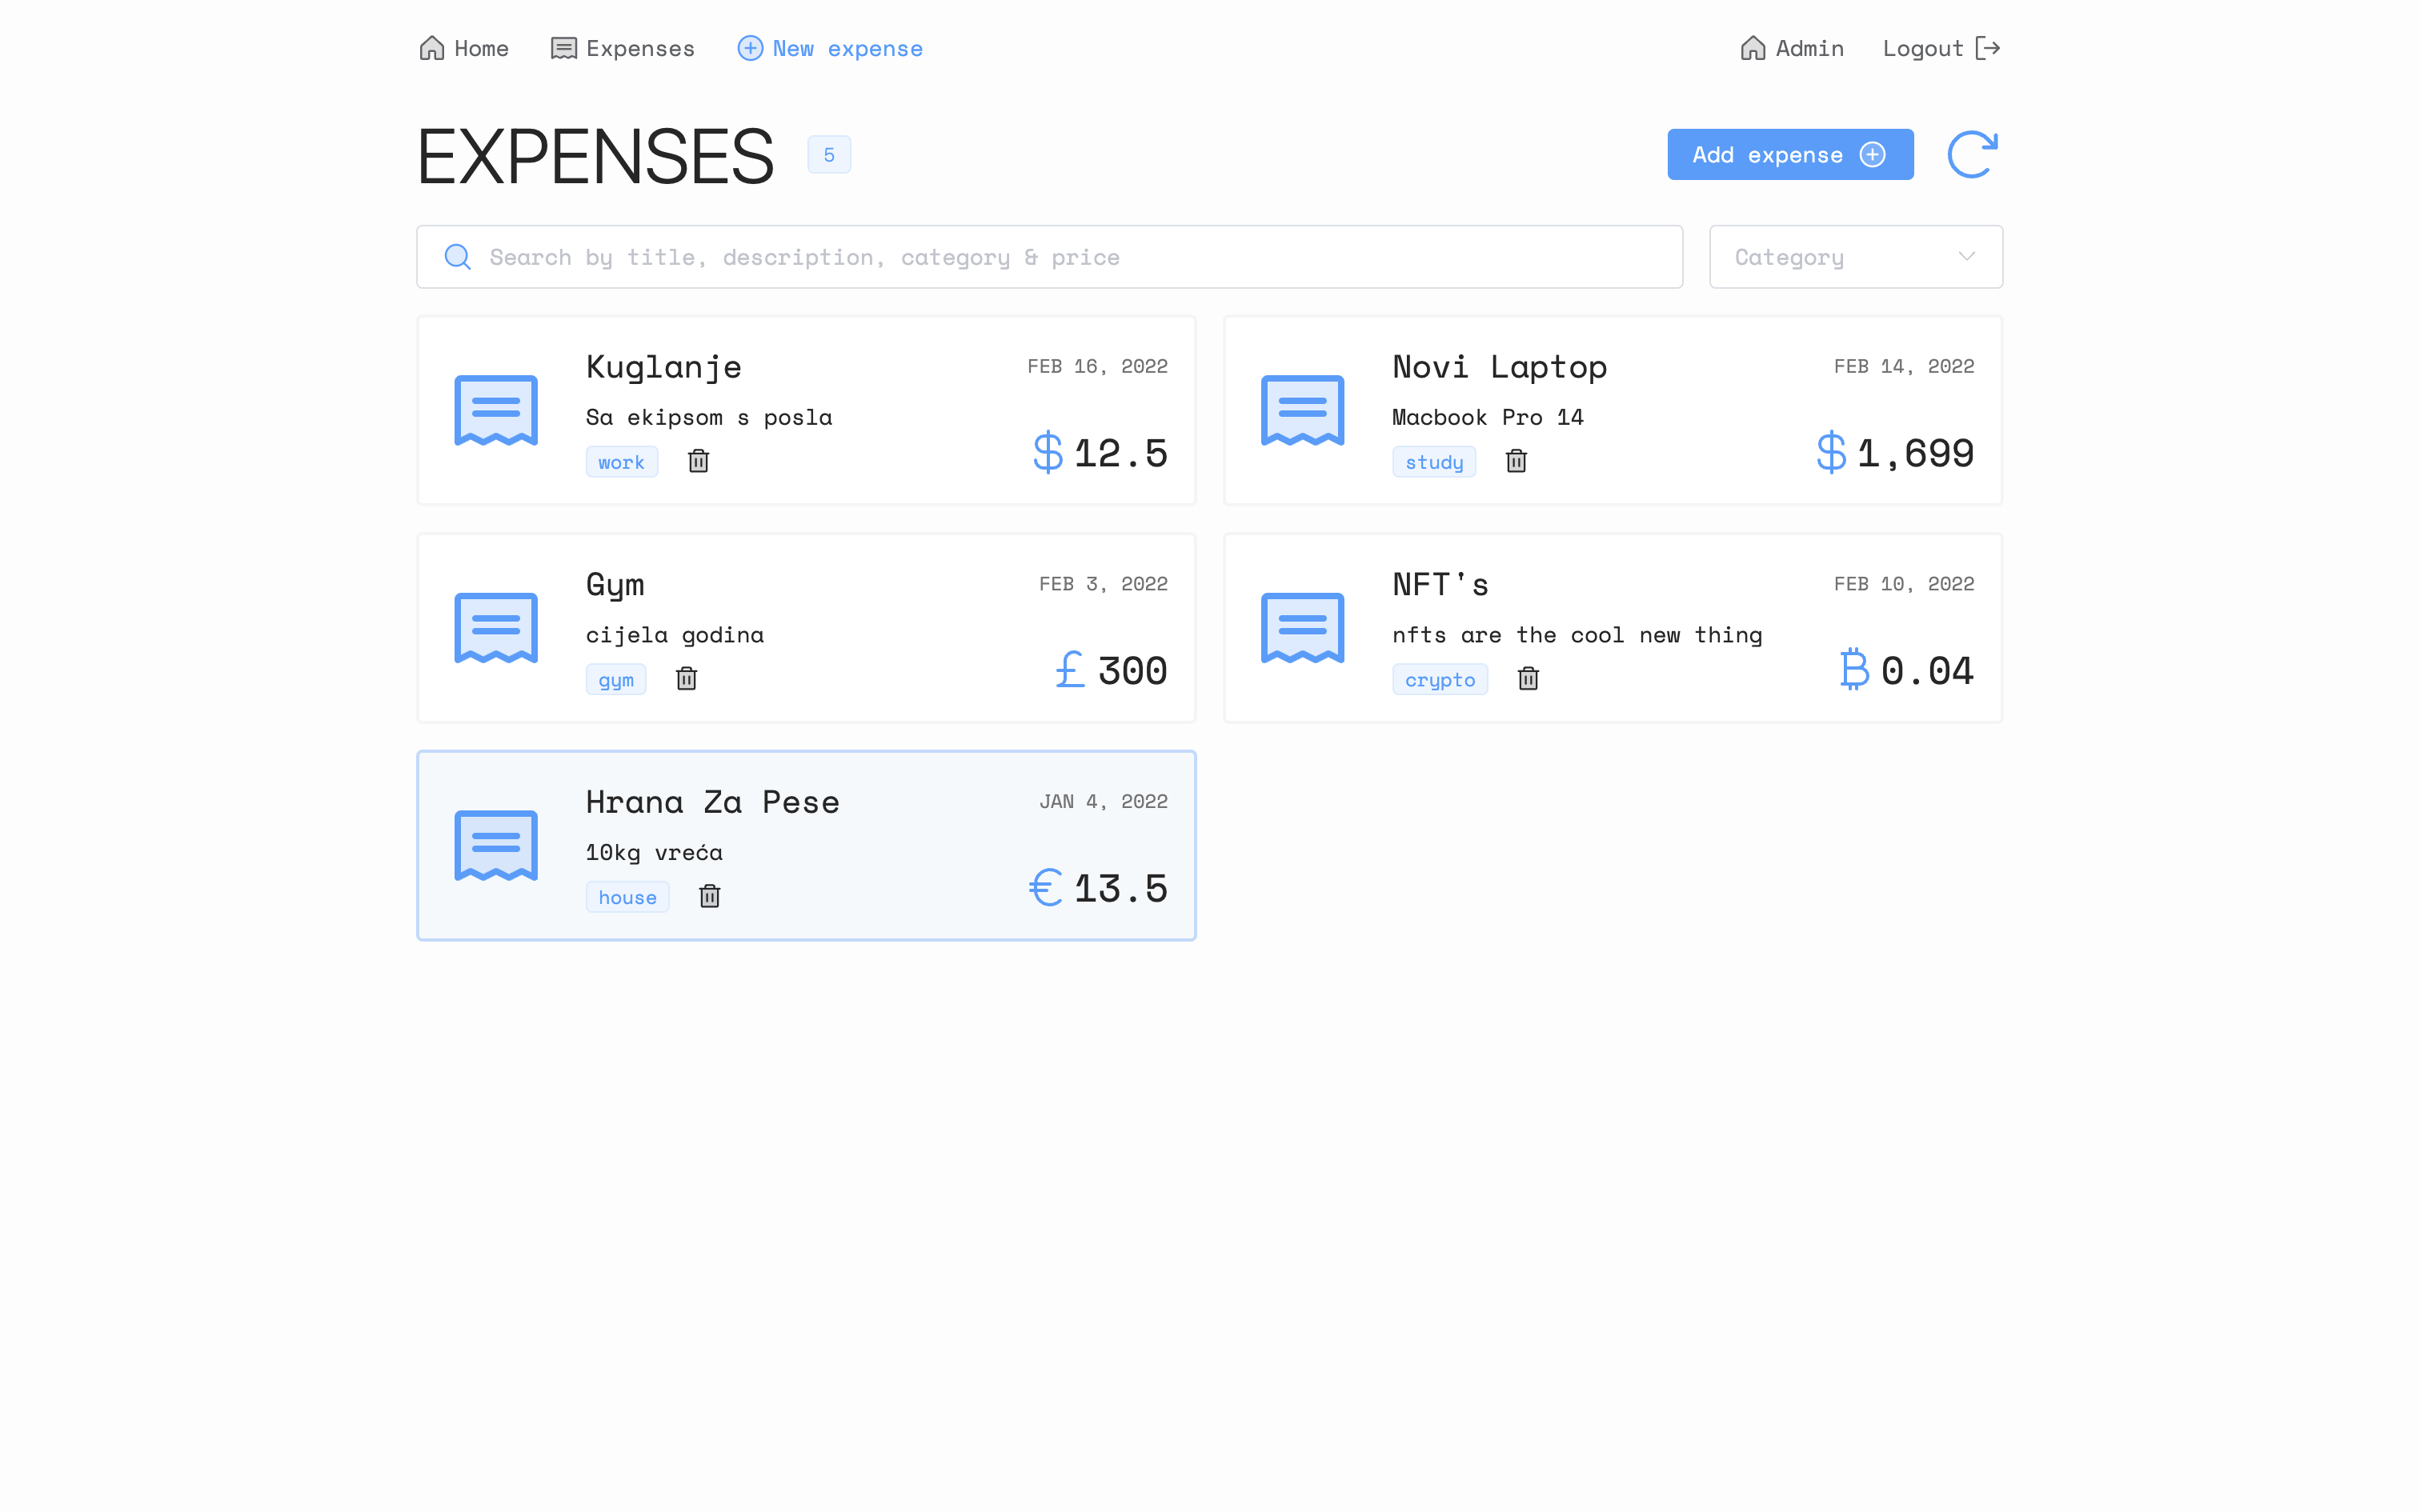 Home Expenses New expense Admin Logout
EXPENSES 5 Add expense
Search by title, description, category & price Category
Kuglanje FEB 16, 2022
Sa ekipsom s posla
work $ 12.5
Novi Laptop FEB 14, 2022
Macbook Pro 14
study $ 1,699
Gym FEB 3, 2022
cijela godina
gym £ 300
NFT's FEB 10, 2022
nfts are the cool new thing
crypto ₿ 0.04
Hrana Za Pese JAN 4, 2022
10kg vreća
house € 13.5